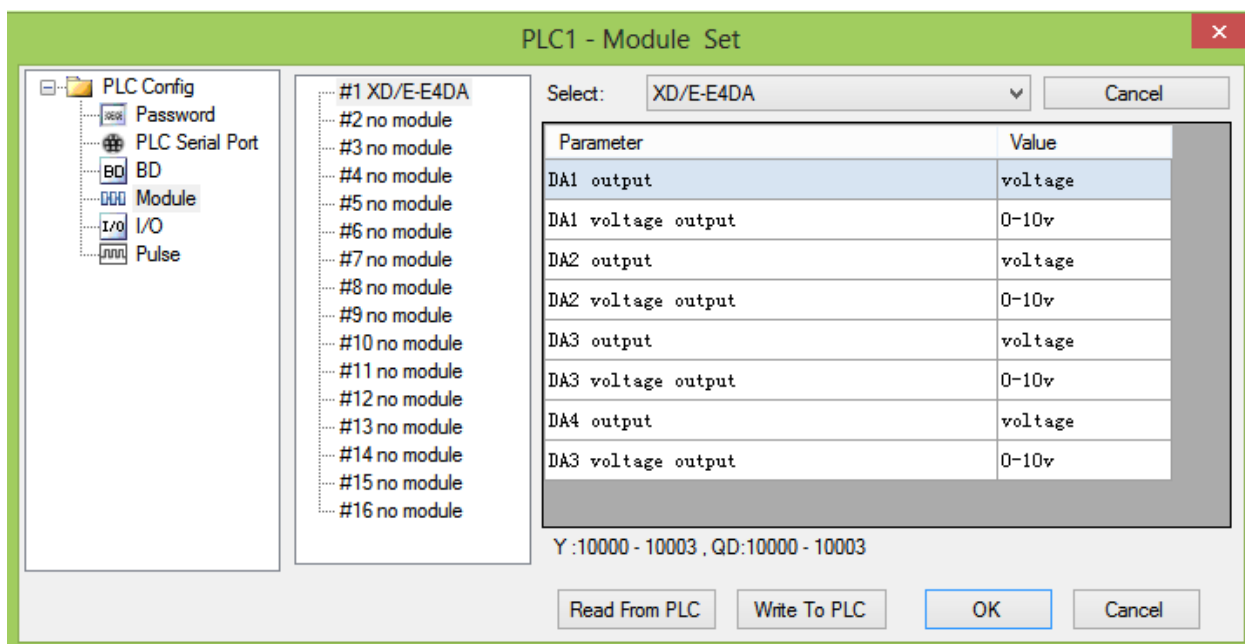 PLC1 - Module Set
PLC Config
Password
PLC Serial Port
BD BD
Module
I/O I/O
Pulse
#1 XD/E-E4DA
#2 no module
#3 no module
#4 no module
#5 no module
#6 no module
#7 no module
#8 no module
#9 no module
#10 no module
#11 no module
#12 no module
#13 no module
#14 no module
#15 no module
#16 no module
Select: XD/E-E4DA Cancel
Parameter Value
DA1 output voltage
DA1 voltage output 0-10v
DA2 output voltage
DA2 voltage output 0-10v
DA3 output voltage
DA3 voltage output 0-10v
DA4 output voltage
DA3 voltage output 0-10v
Y :10000 - 10003 , QD:10000 - 10003
Read From PLC Write To PLC OK Cancel